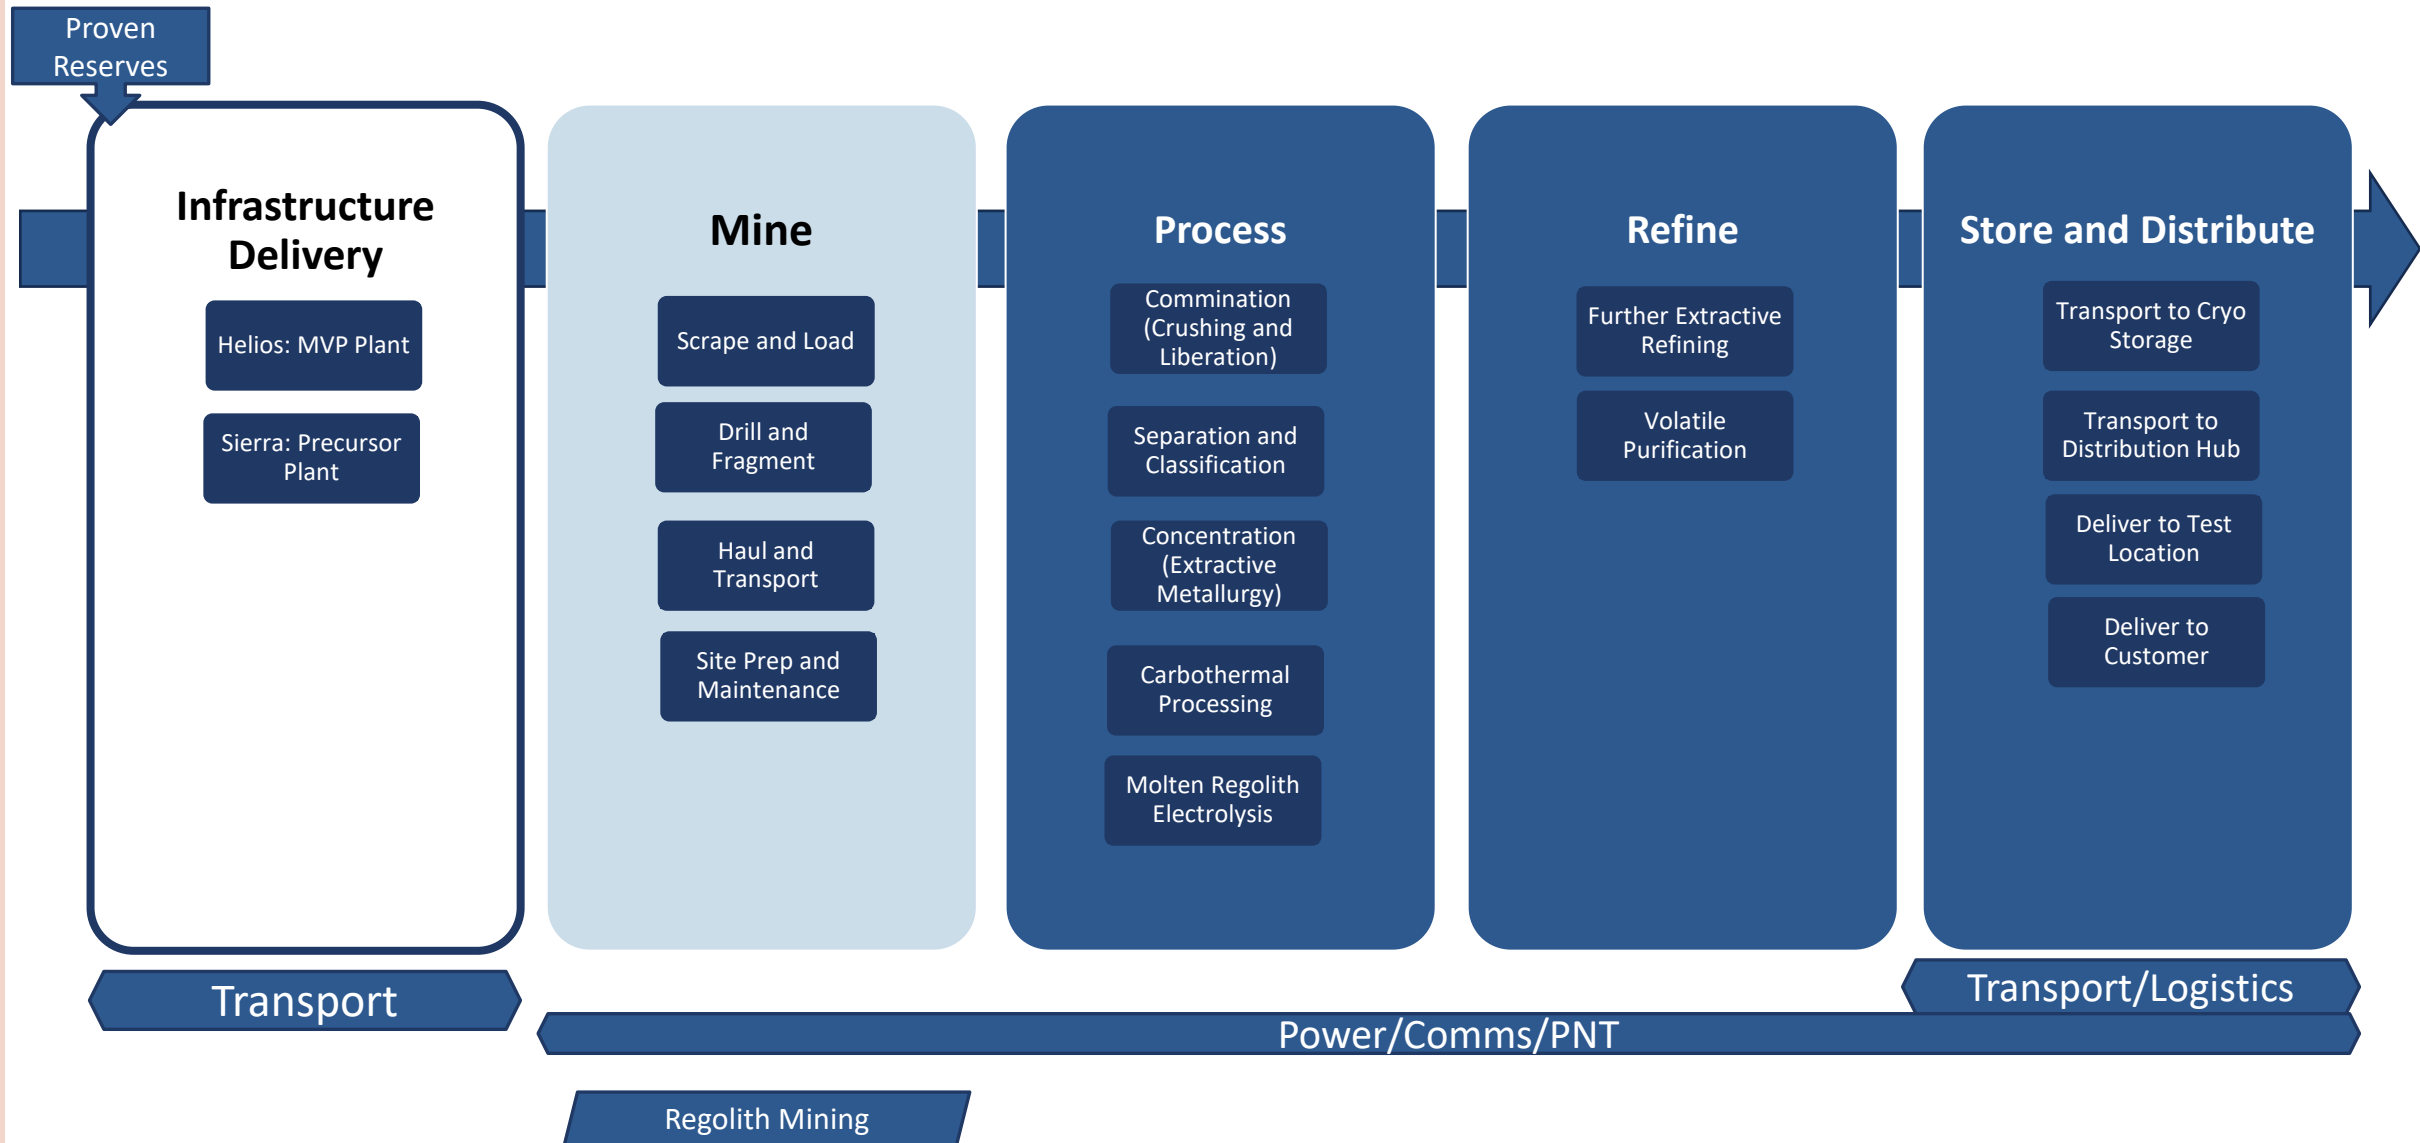 Proven
Reserves
Infrastructure
Delivery
Helios: MVP Plant
Sierra: Precursor
Plant
Mine
Scrape and Load
Drill and
Fragment
Haul and
Transport
Site Prep and
Maintenance
Process
Commination
(Crushing and
Liberation)
Separation and
Classification
Concentration
(Extractive
Metallurgy)
Carbothermal
Processing
Molten Regolith
Electrolysis
Refine
Further Extractive
Refining
Volatile
Purification
Store and Distribute
Transport to Cryo
Storage
Transport to
Distribution Hub
Deliver to Test
Location
Deliver to
Customer
Transport
Transport/Logistics
Power/Comms/PNT
Regolith Mining